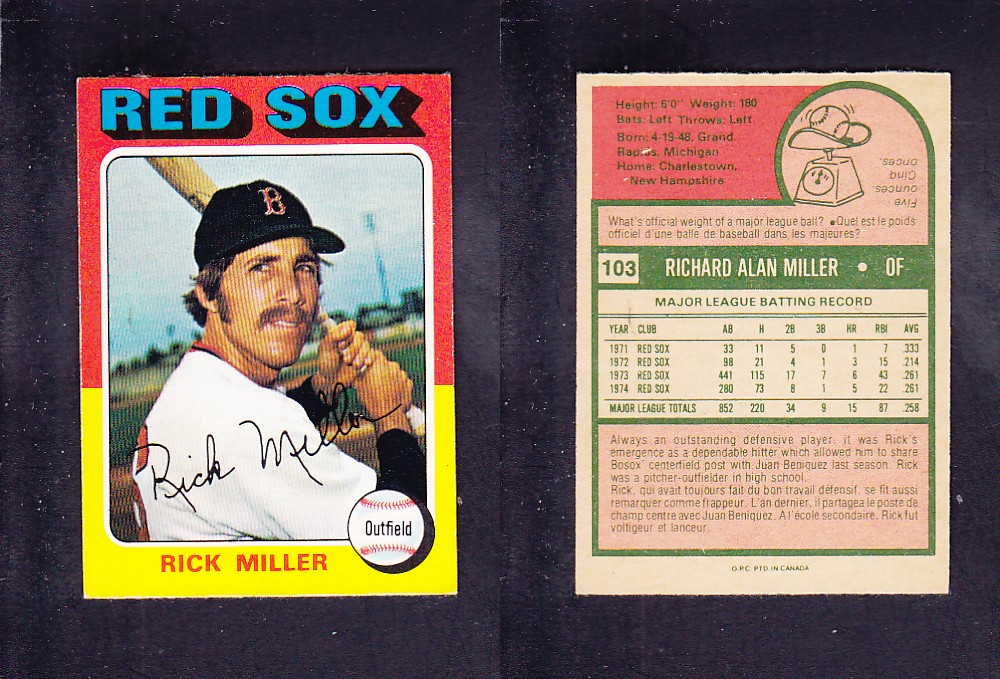 RED SOX
B
Rick Miller
Outfield
RICK MILLER
Height: 6'0" Weight: 180
Bats: Left Throws: Left
Born: 4-19-48, Grand
Rapids, Michigan
Home: Charlestown,
New Hampshire
Five
ounces.
Cinq
onces.
What's official weight of a major league ball? •Quel est le poids
officiel d'une balle de baseball dans les majeures?
103 RICHARD ALAN MILLER • OF
MAJOR LEAGUE BATTING RECORD
YEAR CLUB AB H 2B 3B HR RBI AVG
1971 RED SOX 33 11 5 0 1 7 .333
1972 RED SOX 98 21 4 1 3 15 .214
1973 RED SOX 441 115 17 7 6 43 .261
1974 RED SOX 280 73 8 1 5 22 .261
MAJOR LEAGUE TOTALS 852 220 34 9 15 87 .258
Always an outstanding defensive player, it was Rick's
emergence as a dependable hitter which allowed him to share
Bosox' centerfield post with Juan Beniquez last season. Rick
was a pitcher-outfielder in high school.
Rick, qui avait toujours fait du bon travail défensif, se fit aussi
remarquer comme frappeur. L'an dernier, il partagea le poste de
champ centre avec Juan Beniquez. A l'école secondaire, Rick fut
voltigeur et lanceur.
O.P.C. PTD. IN CANADA